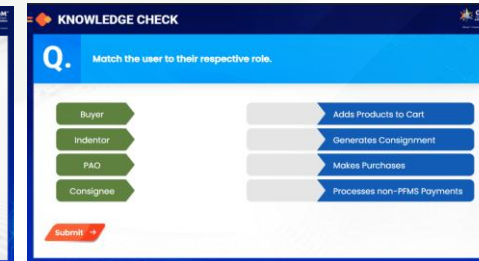 KNOWLEDGE CHECK
Q. Match the user to their respective role.
Buyer
Adds Products to Cart
Indentor
Generates Consignment
PAO
Makes Purchases
Consignee
Processes non-PFMS Payments
Submit →